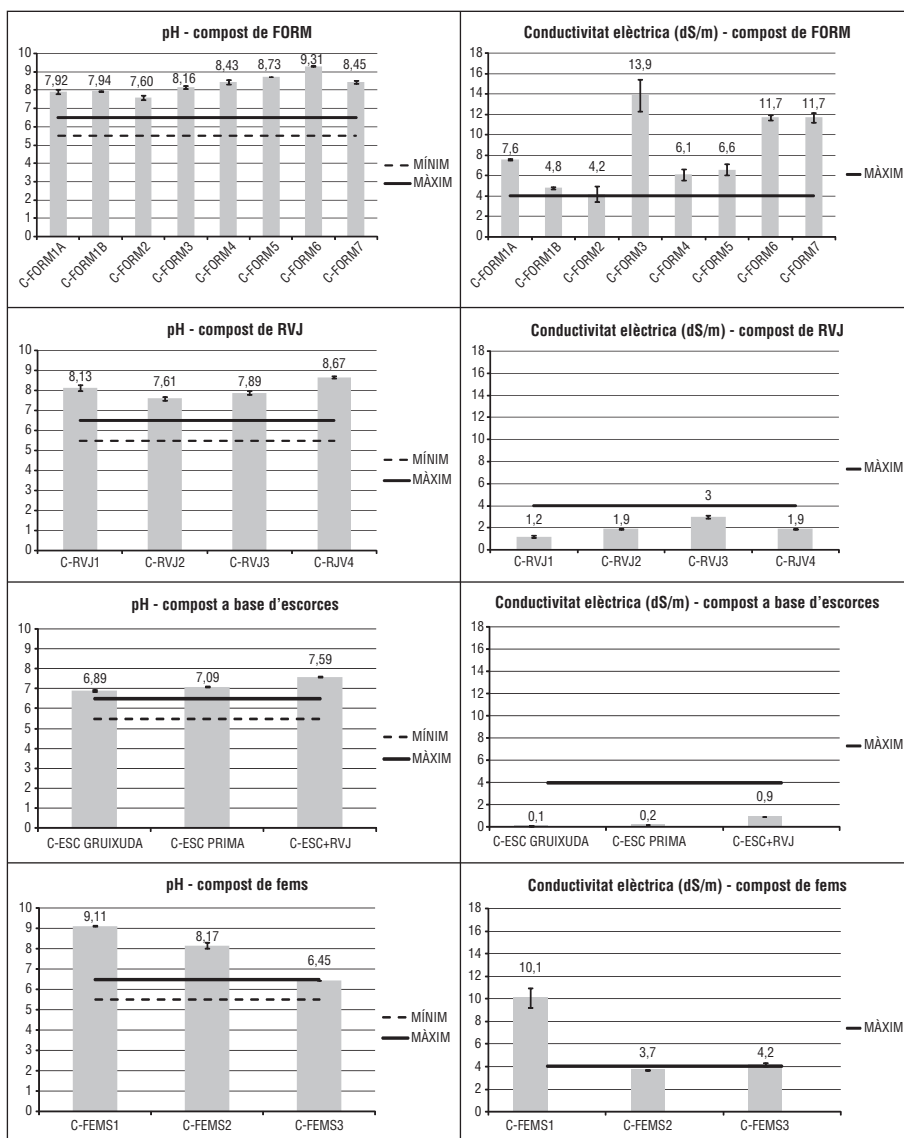 pH - compost de FORM
10
9
8
7
6
5
4
3
2
1
0
7,92
7,94
7,60
8,16
8,43
8,73
9,31
8,45
C-FORM1A
C-FORM1B
C-FORM2
C-FORM3
C-FORM4
C-FORM5
C-FORM6
C-FORM7
MÍNIM
MÀXIM
Conductivitat elèctrica (dS/m) - compost de FORM
18
16
14
12
10
8
6
4
2
0
7,6
4,8
4,2
13,9
6,1
6,6
11,7
11,7
C-FORM1A
C-FORM1B
C-FORM2
C-FORM3
C-FORM4
C-FORM5
C-FORM6
C-FORM7
MÀXIM
pH - compost de RVJ
10
9
8
7
6
5
4
3
2
1
0
8,13
7,61
7,89
8,67
C-RVJ1
C-RVJ2
C-RVJ3
C-RJV4
MÍNIM
MÀXIM
Conductivitat elèctrica (dS/m) - compost de RVJ
18
16
14
12
10
8
6
4
2
0
1,2
1,9
3
1,9
C-RVJ1
C-RVJ2
C-RVJ3
C-RJV4
MÀXIM
pH - compost a base d'escorces
10
9
8
7
6
5
4
3
2
1
0
6,89
7,09
7,59
C-ESC GRUIXUDA
C-ESC PRIMA
C-ESC+RVJ
MÍNIM
MÀXIM
Conductivitat elèctrica (dS/m) - compost a base d'escorces
18
16
14
12
10
8
6
4
2
0
0,1
0,2
0,9
C-ESC GRUIXUDA
C-ESC PRIMA
C-ESC+RVJ
MÀXIM
pH - compost de fems
10
9
8
7
6
5
4
3
2
1
0
9,11
8,17
6,45
C-FEMS1
C-FEMS2
C-FEMS3
MÍNIM
MÀXIM
Conductivitat elèctrica (dS/m) - compost de fems
18
16
14
12
10
8
6
4
2
0
10,1
3,7
4,2
C-FEMS1
C-FEMS2
C-FEMS3
MÀXIM